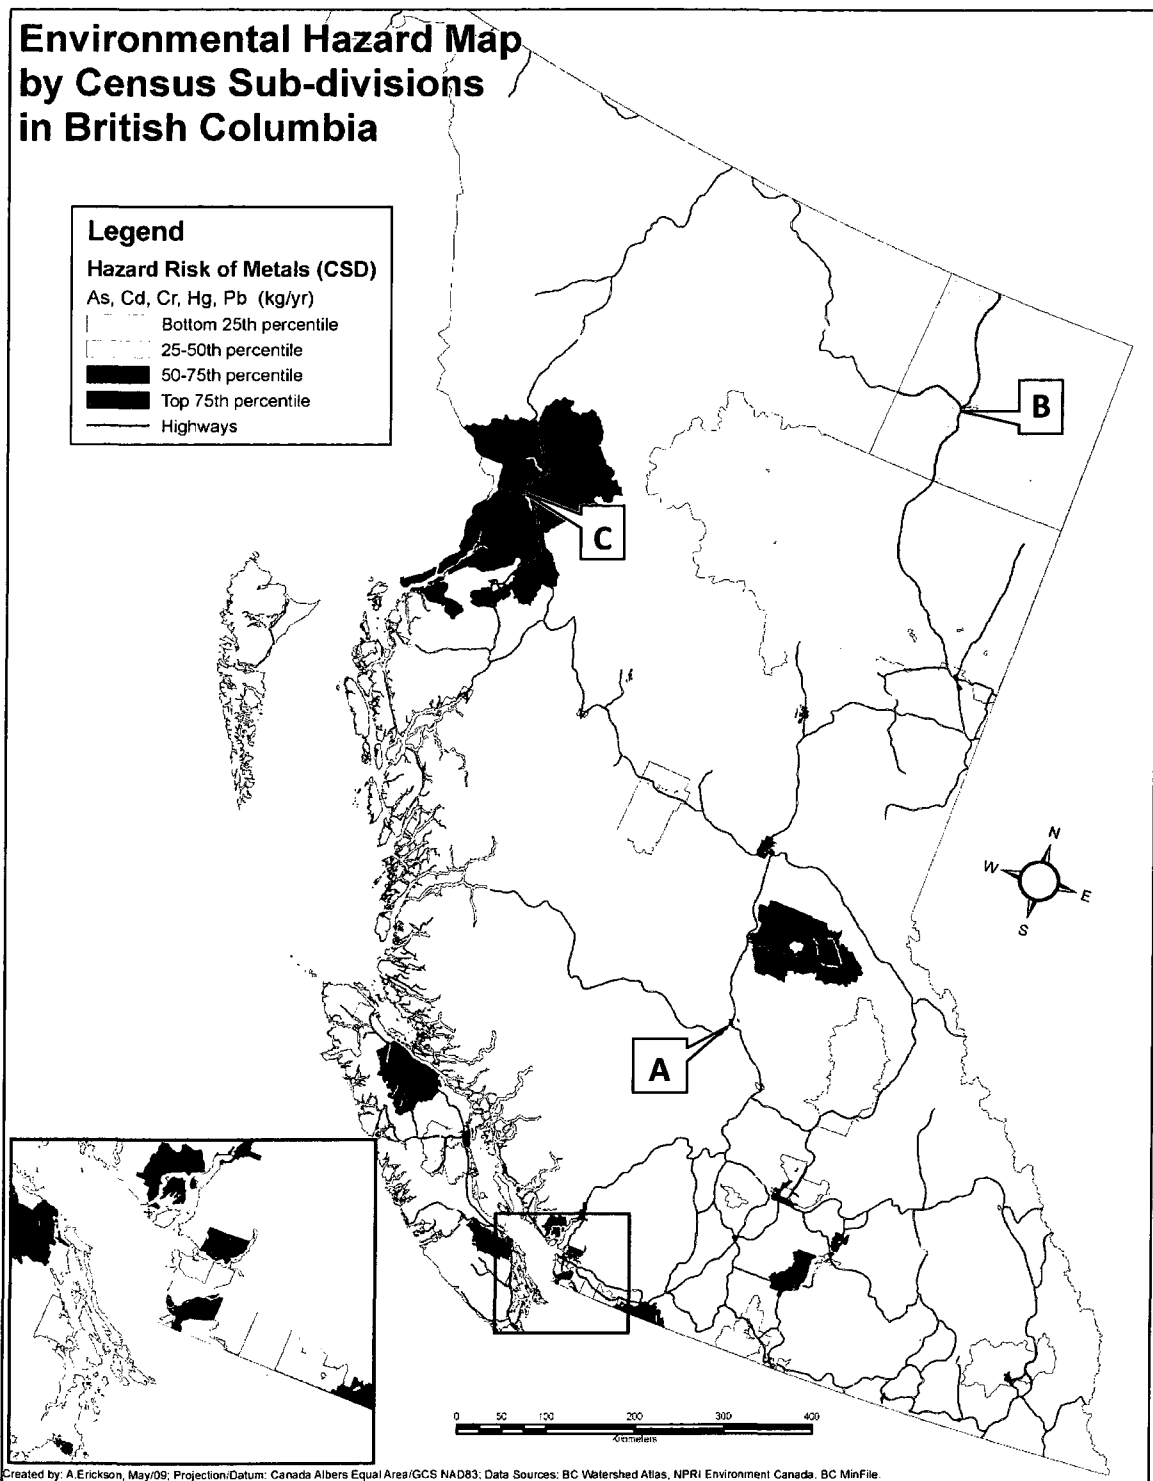 Environmental Hazard Map
by Census Sub-divisions
in British Columbia
Legend
Hazard Risk of Metals (CSD)
As, Cd, Cr, Hg, Pb (kg/yr)
Bottom 25th percentile
25-50th percentile
50-75th percentile
Top 75th percentile
Highways
B
C
N
W
E
S
A
0 50 100 200 300 400
Kilometers
Created by: A.Erickson, May/09; Projection/Datum: Canada Albers Equal Area/GCS NAD83; Data Sources: BC Watershed Atlas, NPRI Environment Canada, BC MinFile.